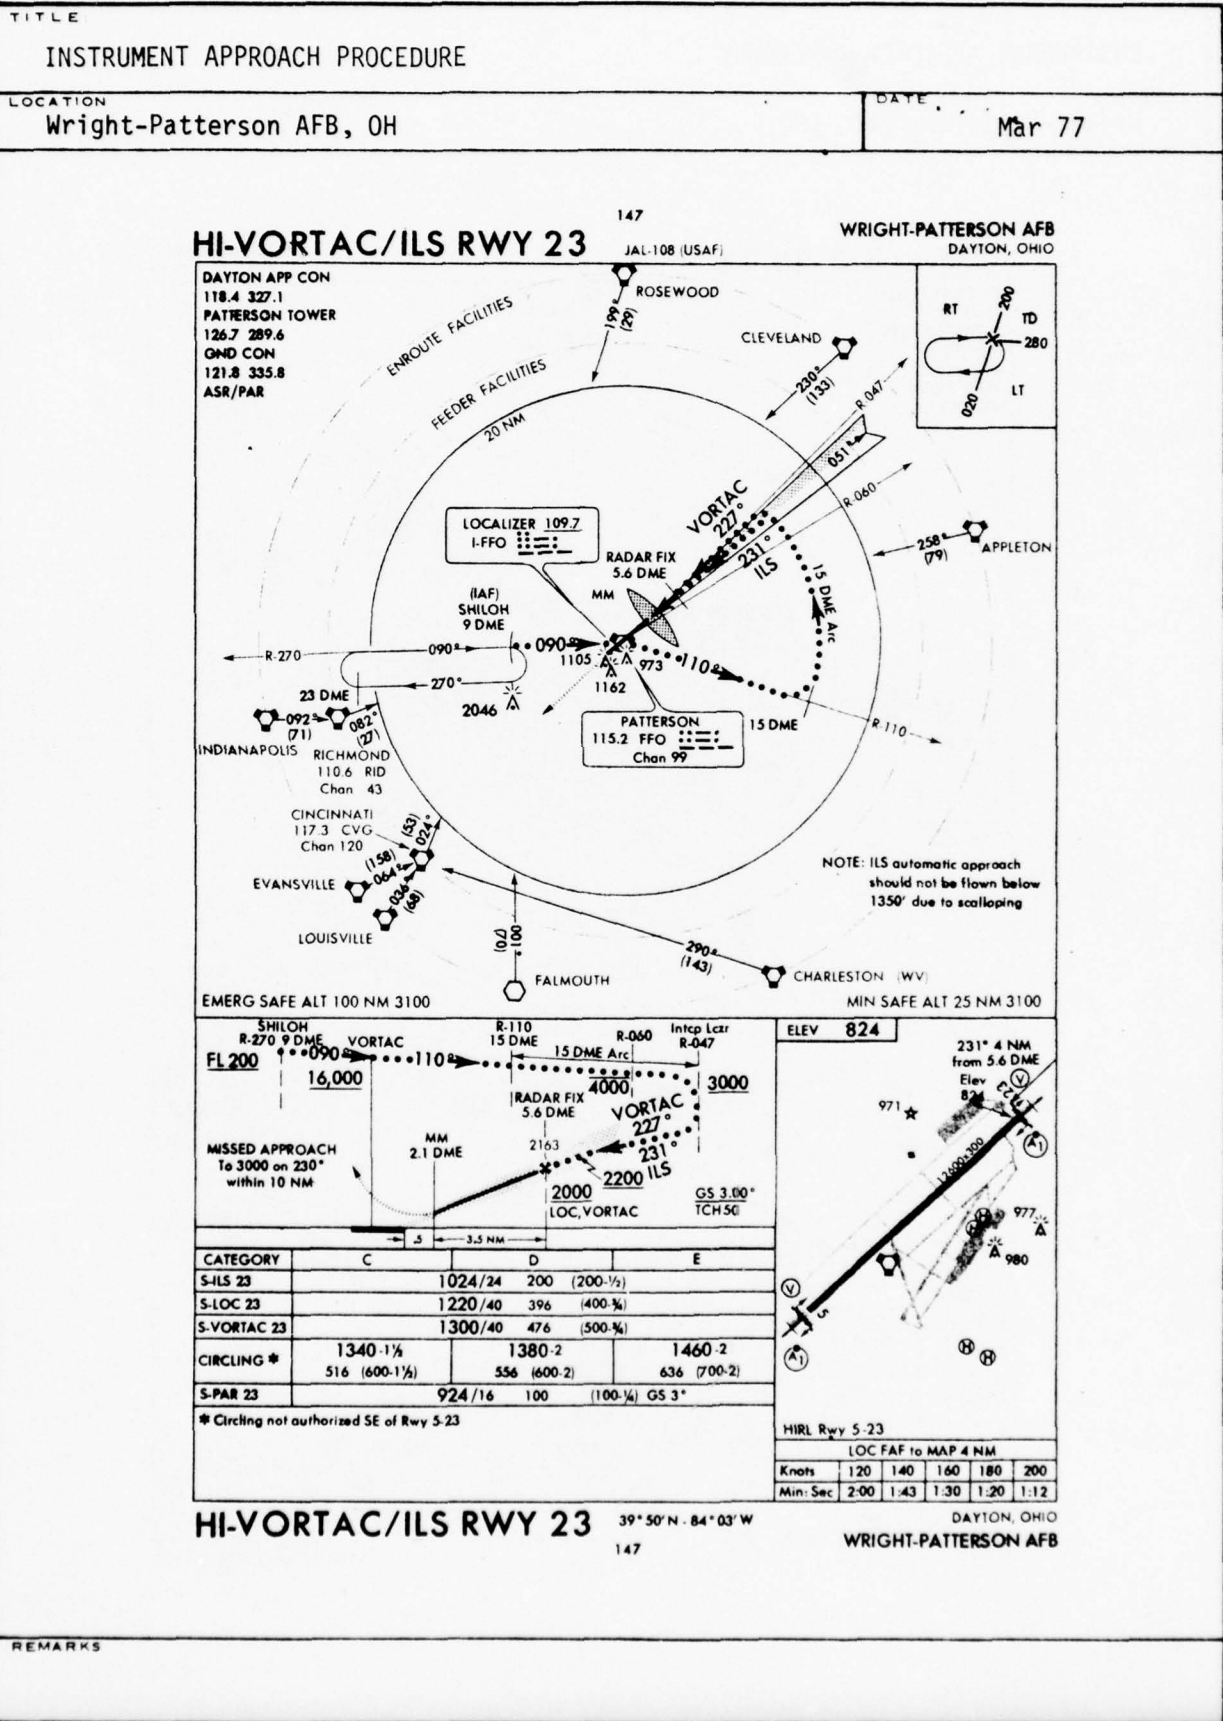 TITLE
INSTRUMENT APPROACH PROCEDURE
LOCATION
Wright-Patterson AFB, OH
DATE
Mar 77
147
HI-VORTAC/ILS RWY 23
JAL-108 (USAF)
WRIGHT-PATTERSON AFB
DAYTON, OHIO
DAYTON APP CON
118.4 327.1
PATTERSON TOWER
126.7 289.6
GND CON
121.8 335.8
ASR/PAR
ENROUTE FACILITIES
FEEDER FACILITIES
20 NM
ROSEWOOD
199°
(29)
CLEVELAND
230°
(133)
R-047
051°
R-060
RT
200
TD
280
LT
020
258°
(79)
APPLETON
LOCALIZER 109.7
I-FFO
VORTAC
227°
231°
ILS
RADAR FIX
5.6 DME
MM
15 DME Arc
(IAF)
SHILOH
9 DME
090°
R-270
090°
270°
1105
973
1162
110°
2046
23 DME
15 DME
R-110
092°
(71)
082°
(27)
INDIANAPOLIS
RICHMOND
110.6 RID
Chan 43
PATTERSON
115.2 FFO
Chan 99
CINCINNATI
117.3 CVG
Chan 120
(53)
024°
(158)
064°
036°
(68)
EVANSVILLE
LOUISVILLE
001°
(70)
FALMOUTH
290°
(143)
CHARLESTON (WV)
NOTE: ILS automatic approach
should not be flown below
1350' due to scalloping
EMERG SAFE ALT 100 NM 3100
MIN SAFE ALT 25 NM 3100
SHILOH
R-270 9 DME
VORTAC
R-110
15 DME
R-060
Intcp Lczr
R-047
FL 200
090°
110°
15 DME Arc
16,000
4000
3000
RADAR FIX
5.6 DME
VORTAC
227°
231°
ILS
MM
2.1 DME
2163
MISSED APPROACH
To 3000 on 230°
within 10 NM
2200
2000
LOC, VORTAC
GS 3.00°
TCH 50
.5
3.5 NM
ELEV 824
231° 4 NM
from 5.6 DME
Elev
824
V
23
971
A1
12600x300
H
H
977
980
V
5
A1
H
H
HIRL Rwy 5-23
CATEGORY C D E
S-ILS 23 1024/24 200 (200-½)
S-LOC 23 1220/40 396 (400-¾)
S-VORTAC 23 1300/40 476 (500-¾)
CIRCLING * 1340-1½ 1380-2 1460-2
516 (600-1½) 556 (600-2) 636 (700-2)
S-PAR 23 924/16 100 (100-¼) GS 3°
* Circling not authorized SE of Rwy 5-23
LOC FAF to MAP 4 NM
Knots 120 140 160 180 200
Min: Sec 2:00 1:43 1:30 1:20 1:12
HI-VORTAC/ILS RWY 23
39°50'N - 84°03'W
147
DAYTON, OHIO
WRIGHT-PATTERSON AFB
REMARKS